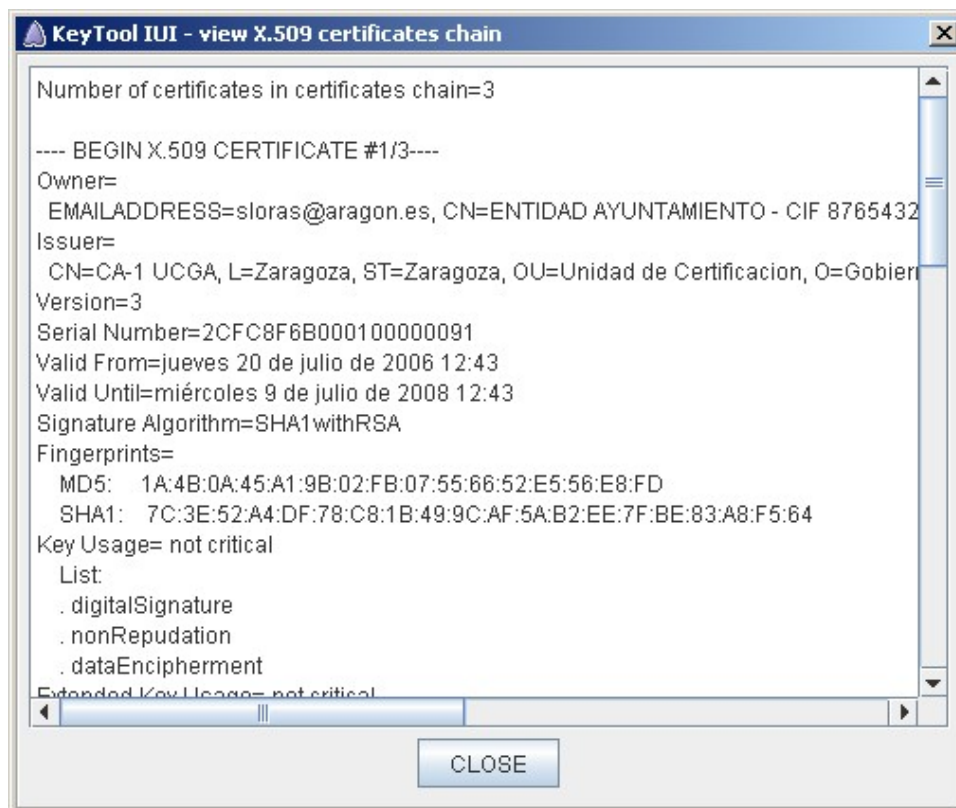 KeyTool IUI - view X.509 certificates chain
Number of certificates in certificates chain=3
---- BEGIN X.509 CERTIFICATE #1/3----
Owner=
EMAILADDRESS=sloras@aragon.es, CN=ENTIDAD AYUNTAMIENTO - CIF 8765432
Issuer=
CN=CA-1 UCGA, L=Zaragoza, ST=Zaragoza, OU=Unidad de Certificacion, O=Gobiern
Version=3
Serial Number=2CFC8F6B000100000091
Valid From=jueves 20 de julio de 2006 12:43
Valid Until=miércoles 9 de julio de 2008 12:43
Signature Algorithm=SHA1withRSA
Fingerprints=
MD5: 1A:4B:0A:45:A1:9B:02:FB:07:55:66:52:E5:56:E8:FD
SHA1: 7C:3E:52:A4:DF:78:C8:1B:49:9C:AF:5A:B2:EE:7F:BE:83:A8:F5:64
Key Usage= not critical
List:
. digitalSignature
. nonRepudation
. dataEncipherment
Extended Key Usage= not critical
CLOSE